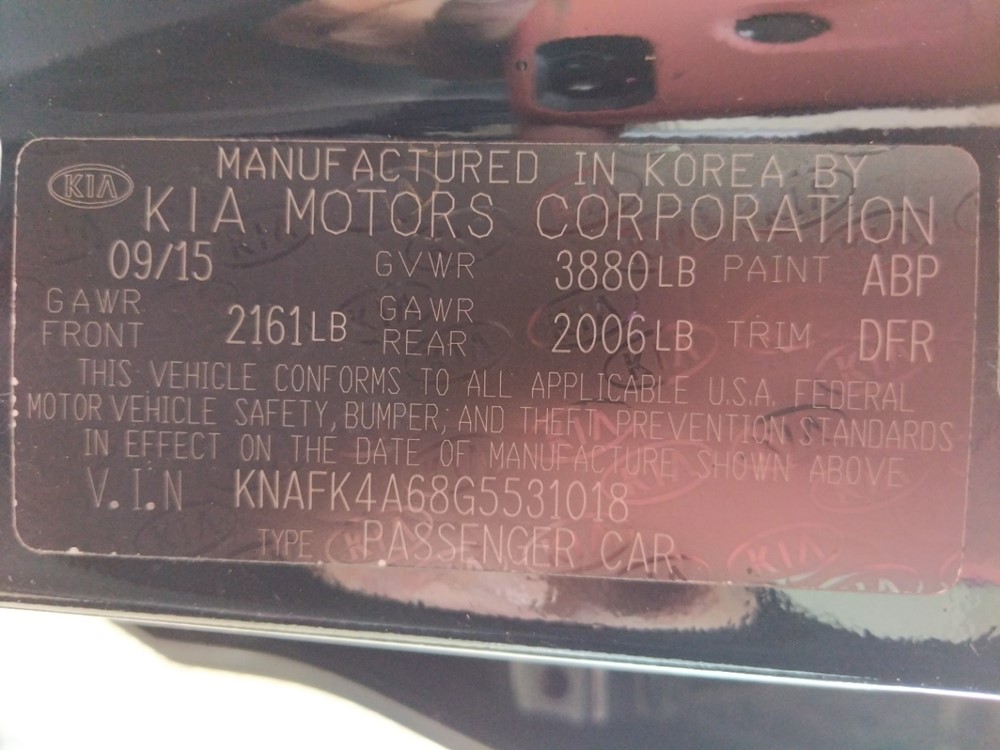 KIA
MANUFACTURED IN KOREA BY
KIA MOTORS CORPORATION
09/15 GVWR 3880LB PAINT ABP
GAWR FRONT 2161LB GAWR REAR 2006LB TRIM DFR
THIS VEHICLE CONFORMS TO ALL APPLICABLE U.S.A. FEDERAL
MOTOR VEHICLE SAFETY, BUMPER, AND THEFT PREVENTION STANDARDS
IN EFFECT ON THE DATE OF MANUFACTURE SHOWN ABOVE
V.I.N KNAFK4A68G5531018
TYPE PASSENGER CAR